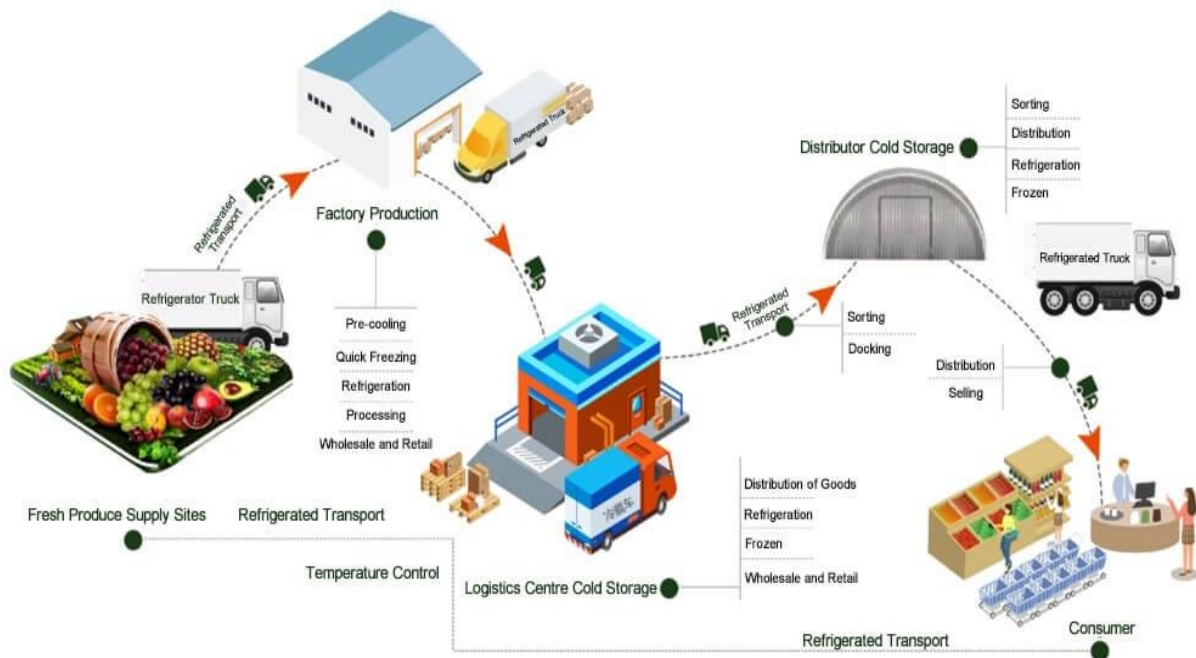 Refrigerated Truck
Refrigerated
Transport
Factory Production
Pre-cooling
Quick Freezing
Refrigeration
Processing
Wholesale and Retail
Refrigerator Truck
Fresh Produce Supply Sites
Refrigerated Transport
Temperature Control
冷藏车
Logistics Centre Cold Storage
Distribution of Goods
Refrigeration
Frozen
Wholesale and Retail
Refrigerated
Transport
Sorting
Docking
Distributor Cold Storage
Sorting
Distribution
Refrigeration
Frozen
Refrigerated Truck
Distribution
Selling
Refrigerated Transport
Consumer